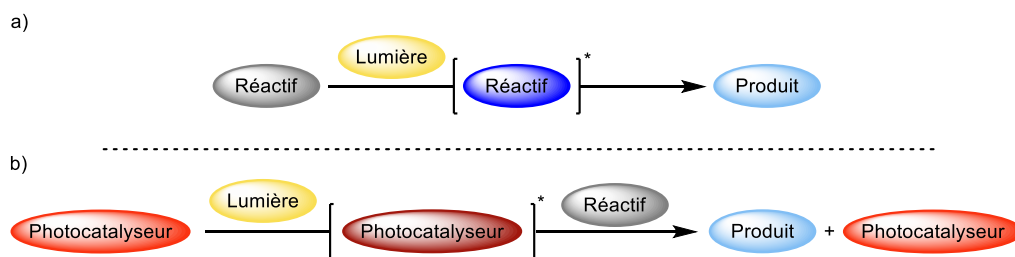 a)
Lumière
Réactif [ Réactif ]* Produit
b)
Lumière Réactif
Photocatalyseur [ Photocatalyseur ]* Produit + Photocatalyseur